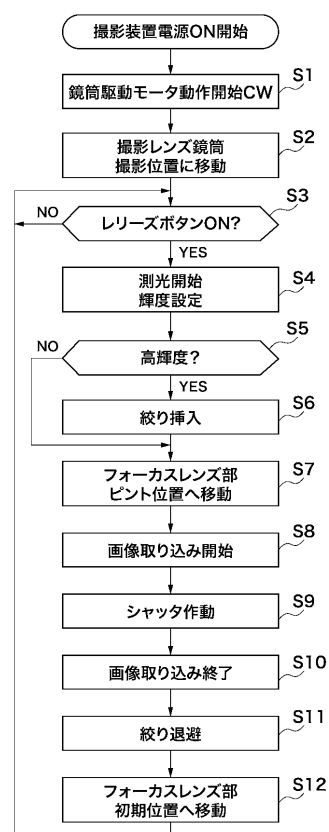 撮影装置電源ON開始
S1
鏡筒駆動モータ動作開始CW
S2
撮影レンズ鏡筒
撮影位置に移動
S3
NO
レリーズボタンON?
YES
S4
測光開始
輝度設定
S5
NO
高輝度?
YES
S6
絞り挿入
S7
フォーカスレンズ部
ピント位置へ移動
S8
画像取り込み開始
S9
シャッタ作動
S10
画像取り込み終了
S11
絞り退避
S12
フォーカスレンズ部
初期位置へ移動